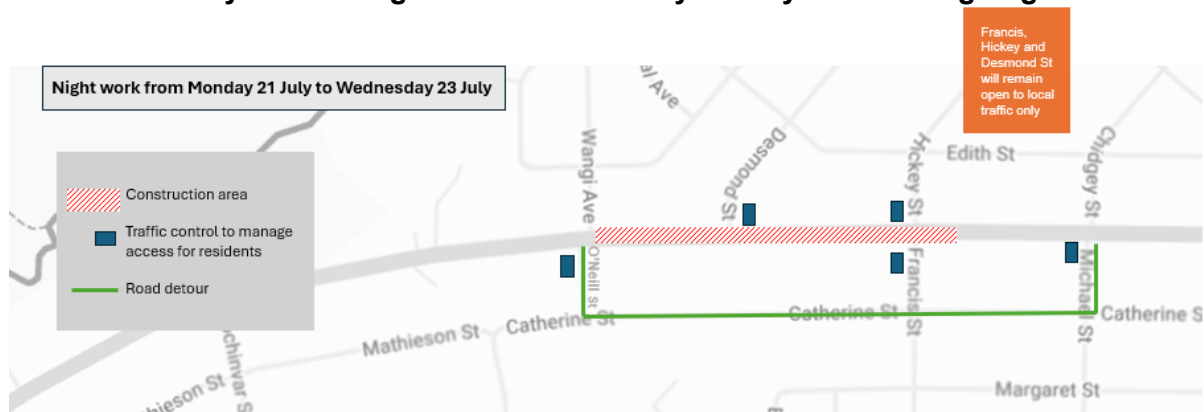 Francis,
Hickey and
Desmond St
will remain
open to local
traffic only
Night work from Monday 21 July to Wednesday 23 July
Construction area
Traffic control to manage
access for residents
Road detour
Wangi Ave
Desmond St
Hickey St
Edith St
Chidgey St
O'Neill St
Francis St
Michael St
Catherine St
Catherine St
Catherine S
Mathieson St
Margaret St